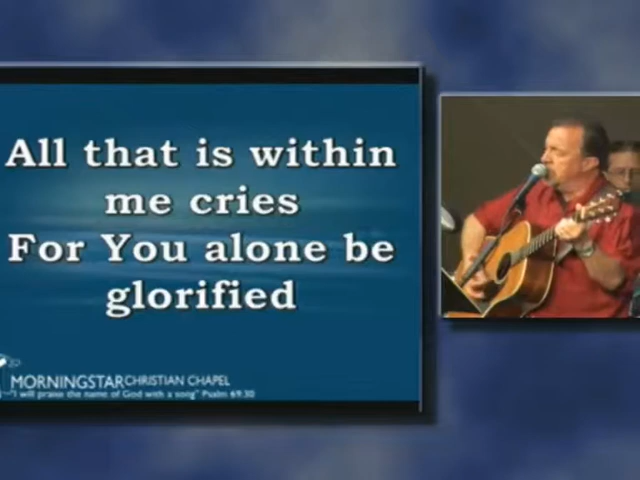 All that is within
me cries
For You alone be
glorified
MORNINGSTAR CHRISTIAN CHAPEL
"I will praise the name of God with a song" Psalm 69:30